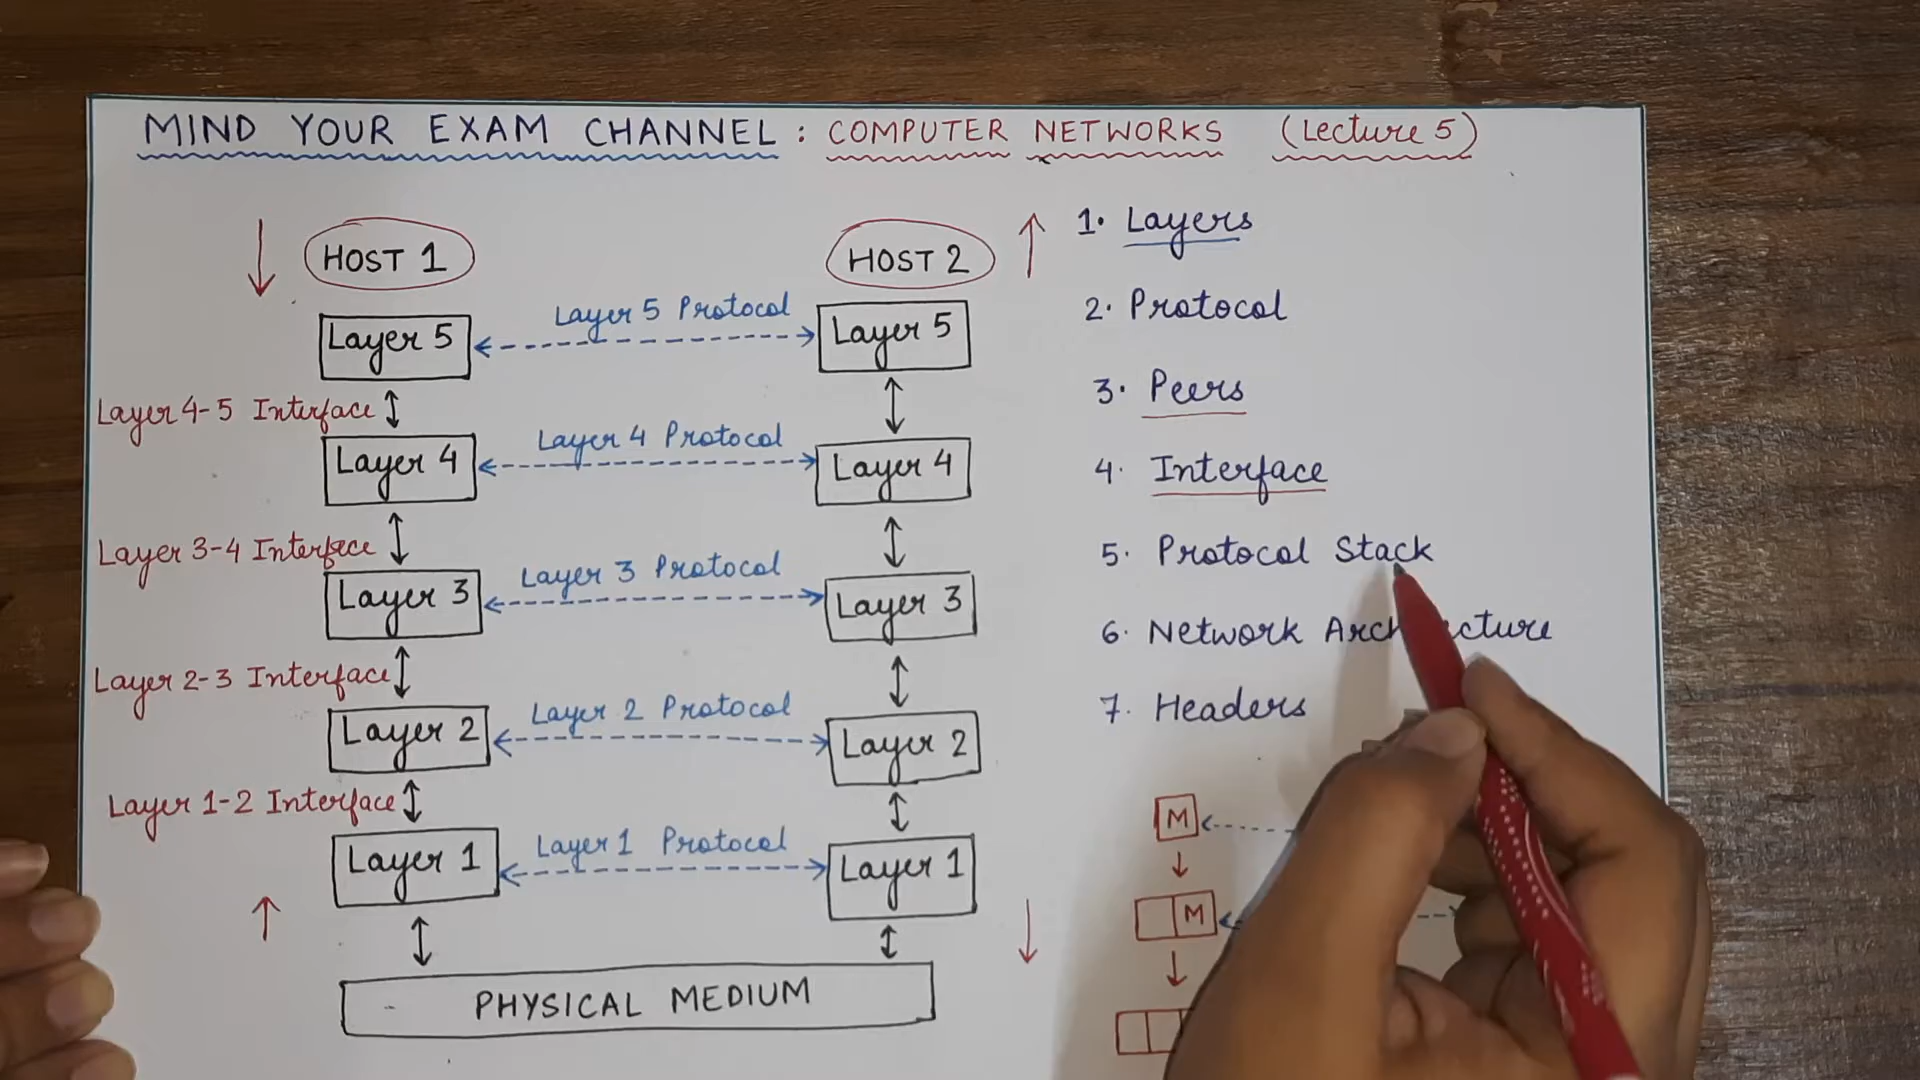 MIND YOUR EXAM CHANNEL : COMPUTER NETWORKS (Lecture 5)
HOST 1
HOST 2
Layer 5
Layer 5 Protocol
Layer 5
Layer 4-5 Interface
Layer 4
Layer 4 Protocol
Layer 4
Layer 3-4 Interface
Layer 3
Layer 3 Protocol
Layer 3
Layer 2-3 Interface
Layer 2
Layer 2 Protocol
Layer 2
Layer 1-2 Interface
Layer 1
Layer 1 Protocol
Layer 1
PHYSICAL MEDIUM
1. Layers
2. Protocol
3. Peers
4. Interface
5. Protocol Stack
6. Network
7. Headers
M
M